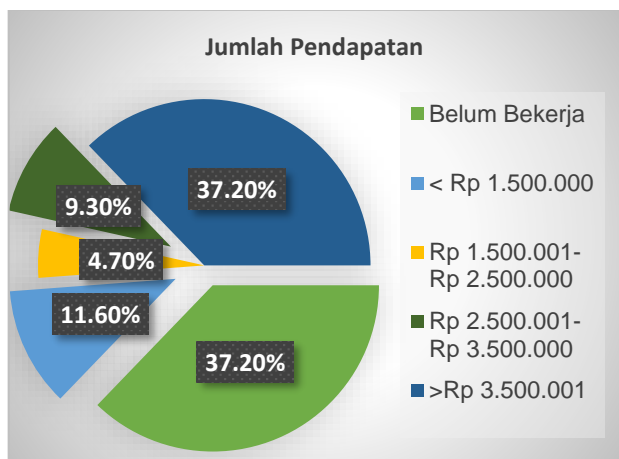 Jumlah Pendapatan
37.20%
9.30%
4.70%
11.60%
37.20%
Belum Bekerja
< Rp 1.500.000
Rp 1.500.001-
Rp 2.500.000
Rp 2.500.001-
Rp 3.500.000
>Rp 3.500.001